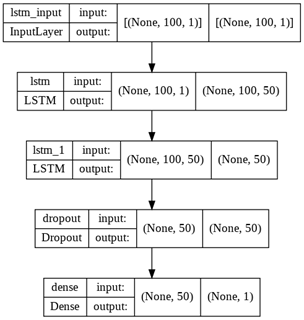 lstm_input input: [(None, 100, 1)] [(None, 100, 1)]
InputLayer output:
lstm input: (None, 100, 1) (None, 100, 50)
LSTM output:
lstm_1 input: (None, 100, 50) (None, 50)
LSTM output:
dropout input: (None, 50) (None, 50)
Dropout output:
dense input: (None, 50) (None, 1)
Dense output: